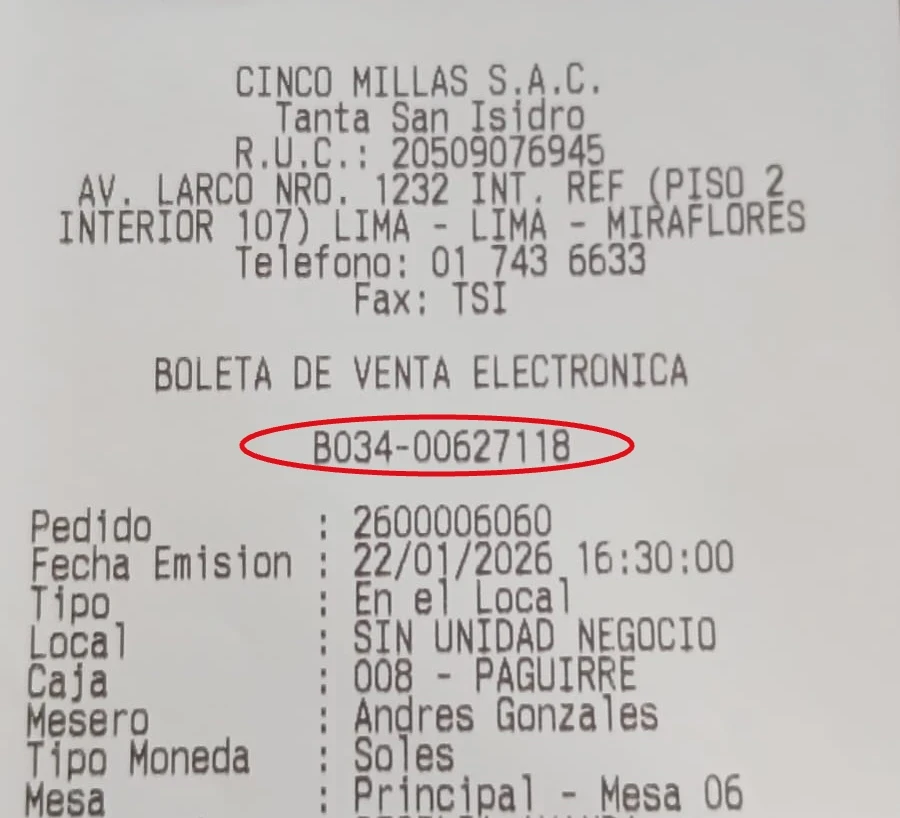 CINCO MILLAS S.A.C.
Tanta San Isidro
R.U.C.: 20509076945
AV. LARCO NRO. 1232 INT. REF (PISO 2
INTERIOR 107) LIMA - LIMA - MIRAFLORES
Telefono: 01 743 6633
Fax: TSI
BOLETA DE VENTA ELECTRONICA
B034-00627118
Pedido : 2600006060
Fecha Emision : 22/01/2026 16:30:00
Tipo : En el Local
Local : SIN UNIDAD NEGOCIO
Caja : 008 - PAGUIRRE
Mesero : Andres Gonzales
Tipo Moneda : Soles
Mesa : Principal - Mesa 06